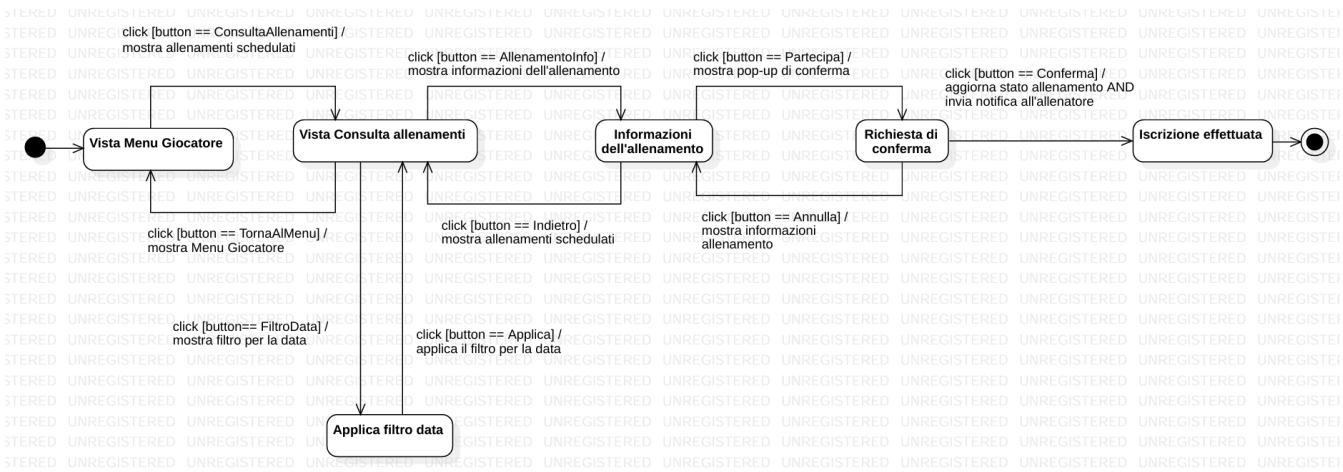 click [button == ConsultaAllenamenti] /
mostra allenamenti schedulati
click [button == AllenamentoInfo] /
mostra informazioni dell'allenamento
click [button == Partecipa] /
mostra pop-up di conferma
click [button == Conferma] /
aggiorna stato allenamento AND
invia notifica all'allenatore
Vista Menu Giocatore
Vista Consulta allenamenti
Informazioni
dell'allenamento
Richiesta di
conferma
Iscrizione effettuata
click [button == TornaAlMenu] /
mostra Menu Giocatore
click [button == Indietro] /
mostra allenamenti schedulati
click [button == Annulla] /
mostra informazioni
allenamento
click [button== FiltroData] /
mostra filtro per la data
click [button == Applica] /
applica il filtro per la data
Applica filtro data
UNREGISTERED